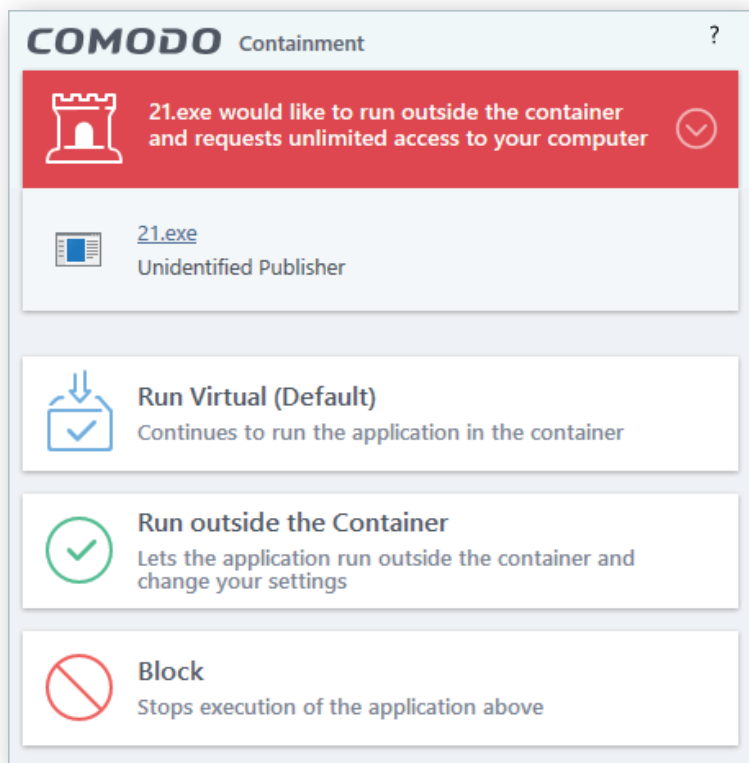 COMODO Containment ?
21.exe would like to run outside the container
and requests unlimited access to your computer
21.exe
Unidentified Publisher
Run Virtual (Default)
Continues to run the application in the container
Run outside the Container
Lets the application run outside the container and
change your settings
Block
Stops execution of the application above